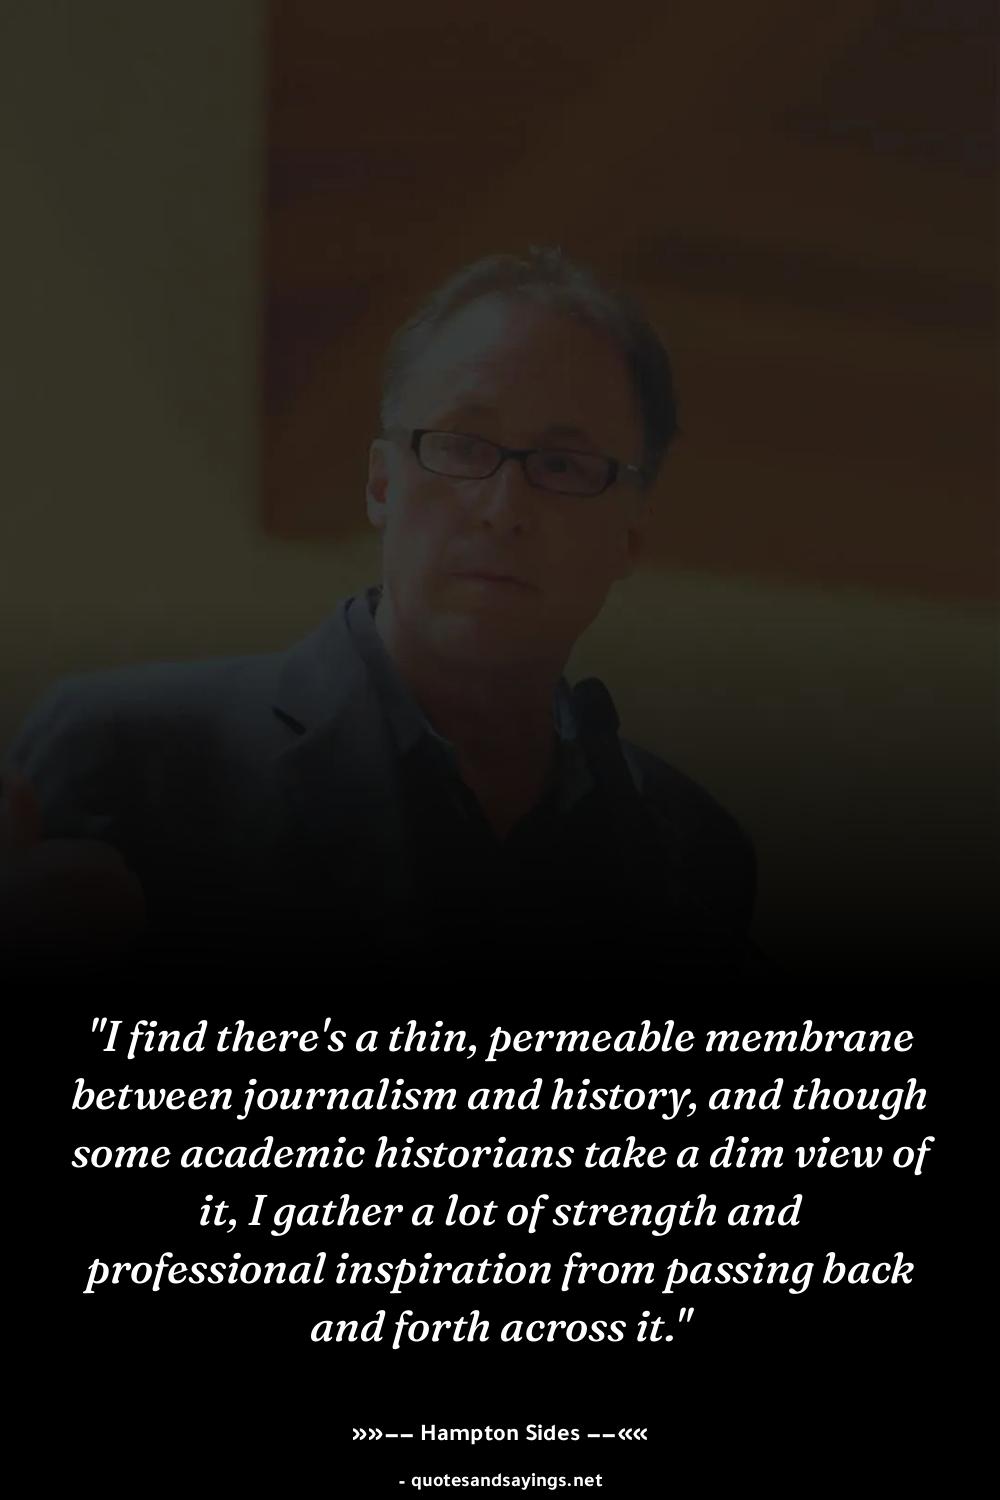 "I find there's a thin, permeable membrane
between journalism and history, and though
some academic historians take a dim view of
it, I gather a lot of strength and
professional inspiration from passing back
and forth across it."
»»−− Hampton Sides −−««
- quotesandsayings.net